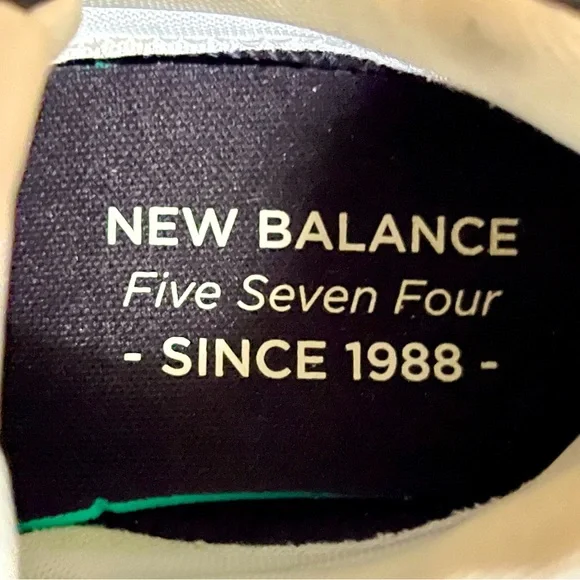 NEW BALANCE
Five Seven Four
- SINCE 1988 -